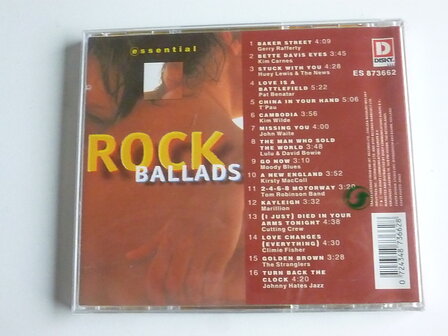 essential
ROCK
BALLADS
1 BAKER STREET 4:09
Gerry Rafferty
2 BETTE DAVIS EYES 3:45
Kim Carnes
3 STUCK WITH YOU 4:28
Huey Lewis & The News
4 LOVE IS A
BATTLEFIELD 5:22
Pat Benatar
5 CHINA IN YOUR HAND 5:06
T'Pau
6 CAMBODIA 3:56
Kim Wilde
7 MISSING YOU 4:00
John Waite
8 THE MAN WHO SOLD
THE WORLD 3:48
Lulu & David Bowie
9 GO NOW 3:10
Moody Blues
10 A NEW ENGLAND 3:52
Kirsty MacColl
11 2-4-6-8 MOTORWAY 3:20
Tom Robinson Band
12 KAYLEIGH 3:32
Marillion
13 (I JUST) DIED IN YOUR
ARMS TONIGHT 4:38
Cutting Crew
14 LOVE CHANGES
(EVERYTHING) 4:30
Climie Fisher
15 GOLDEN BROWN 3:28
The Stranglers
16 TURN BACK THE
CLOCK 4:20
Johnny Hates Jazz
D
DISKY
ES 873662
0 724348 736628